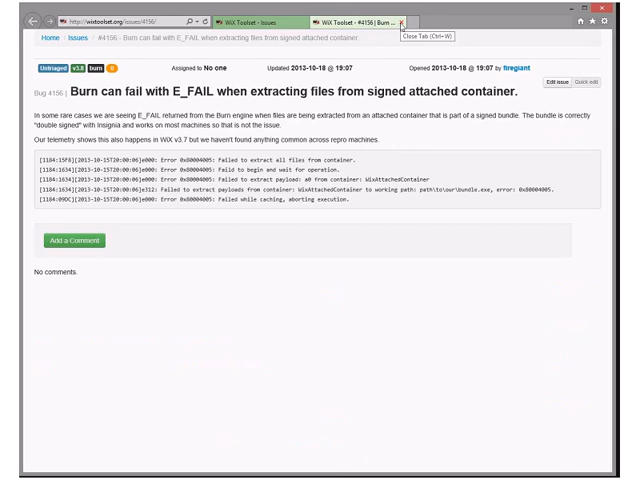 http://wixtoolset.org/issues/4156/
WiX Toolset - Issues
WiX Toolset - #4156 | Burn ...
Close Tab (Ctrl+W)
Home / Issues / #4156 - Burn can fail with E_FAIL when extracting files from signed attached container.
Untriaged v3.8 burn 0
Assigned to No one
Updated 2013-10-18 @ 19:07
Opened 2013-10-18 @ 19:07 by firegiant
Edit issue Quick edit
Bug 4156 | Burn can fail with E_FAIL when extracting files from signed attached container.
In some rare cases we are seeing E_FAIL returned from the Burn engine when files are being extracted from an attached container that is part of a signed bundle. The bundle is correctly
"double signed" with Insignia and works on most machines so that is not the issue.
Our telemetry shows this also happens in WiX v3.7 but we haven't found anything common across repro machines.
[1184:15F8][2013-10-15T20:00:06]e000: Error 0x80004005: Failed to extract all files from container.
[1184:1634][2013-10-15T20:00:06]e000: Error 0x80004005: Faild to begin and wait for operation.
[1184:1634][2013-10-15T20:00:06]e000: Error 0x80004005: Failed to extract payload: a0 from container: WixAttachedContainer
[1184:1634][2013-10-15T20:00:06]e312: Failed to extract payloads from container: WixAttachedContainer to working path: path\to\our\bundle.exe, error: 0x80004005.
[1184:09DC][2013-10-15T20:00:06]e000: Error 0x80004005: Failed while caching, aborting execution.
Add a Comment
No comments.